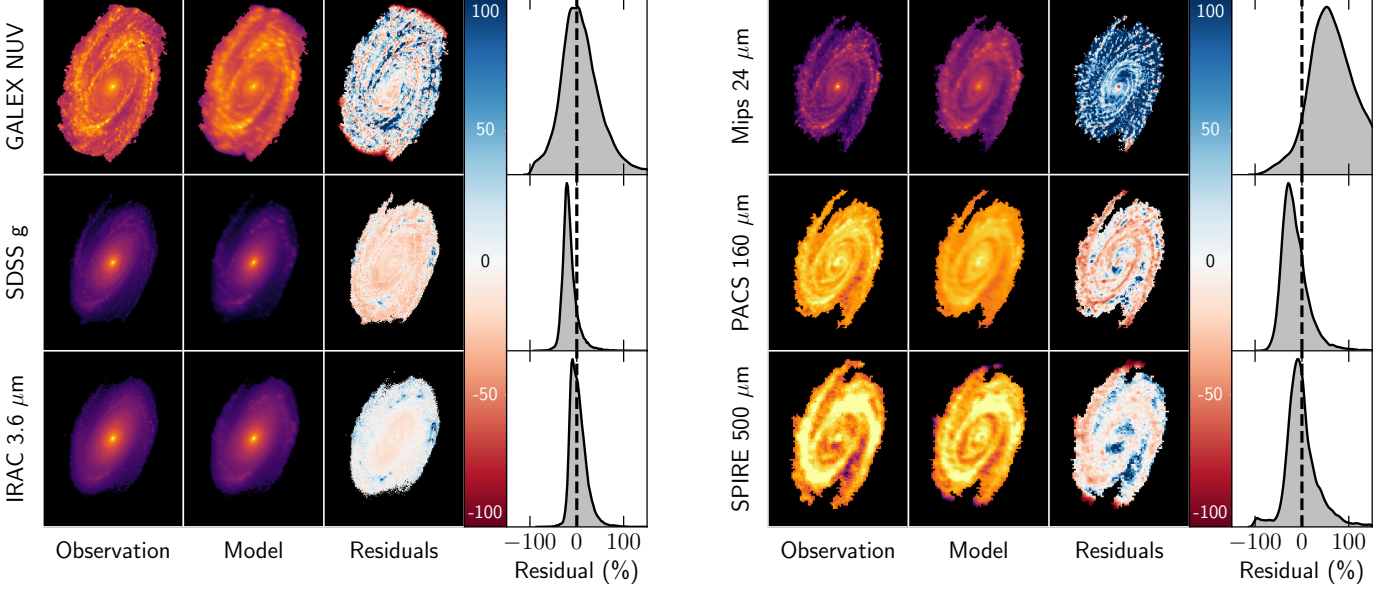 GALEX NUV
SDSS g
IRAC 3.6 μm
100
50
0
-50
-100
Observation
Model
Residuals
−100 0 100
Residual (%)
Mips 24 μm
PACS 160 μm
SPIRE 500 μm
100
50
0
-50
-100
Observation
Model
Residuals
−100 0 100
Residual (%)